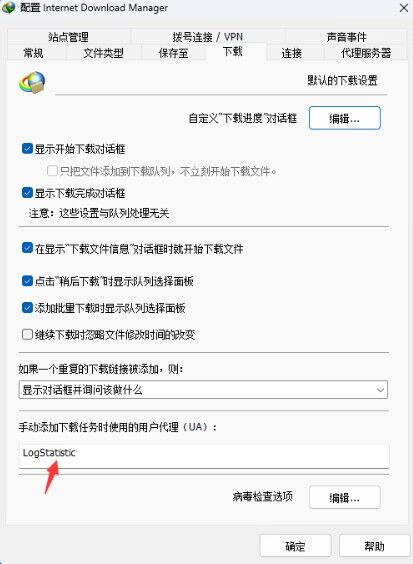 配置 Internet Download Manager
站点管理 拨号连接 / VPN 声音事件
常规 文件类型 保存至 下载 连接 代理服务器
默认的下载设置
自定义"下载进度"对话框 编辑...
显示开始下载对话框
只把文件添加到下载队列，不立刻开始下载文件。
显示下载完成对话框
注意：这些设置与队列处理无关
在显示"下载文件信息"对话框时就开始下载文件
点击"稍后下载"时显示队列选择面板
添加批量下载时显示队列选择面板
继续下载时忽略文件修改时间的改变
如果一个重复的下载链接被添加，则：
显示对话框并询问该做什么
手动添加下载任务时使用的用户代理（UA）：
LogStatistic
病毒检查选项 编辑...
确定 帮助